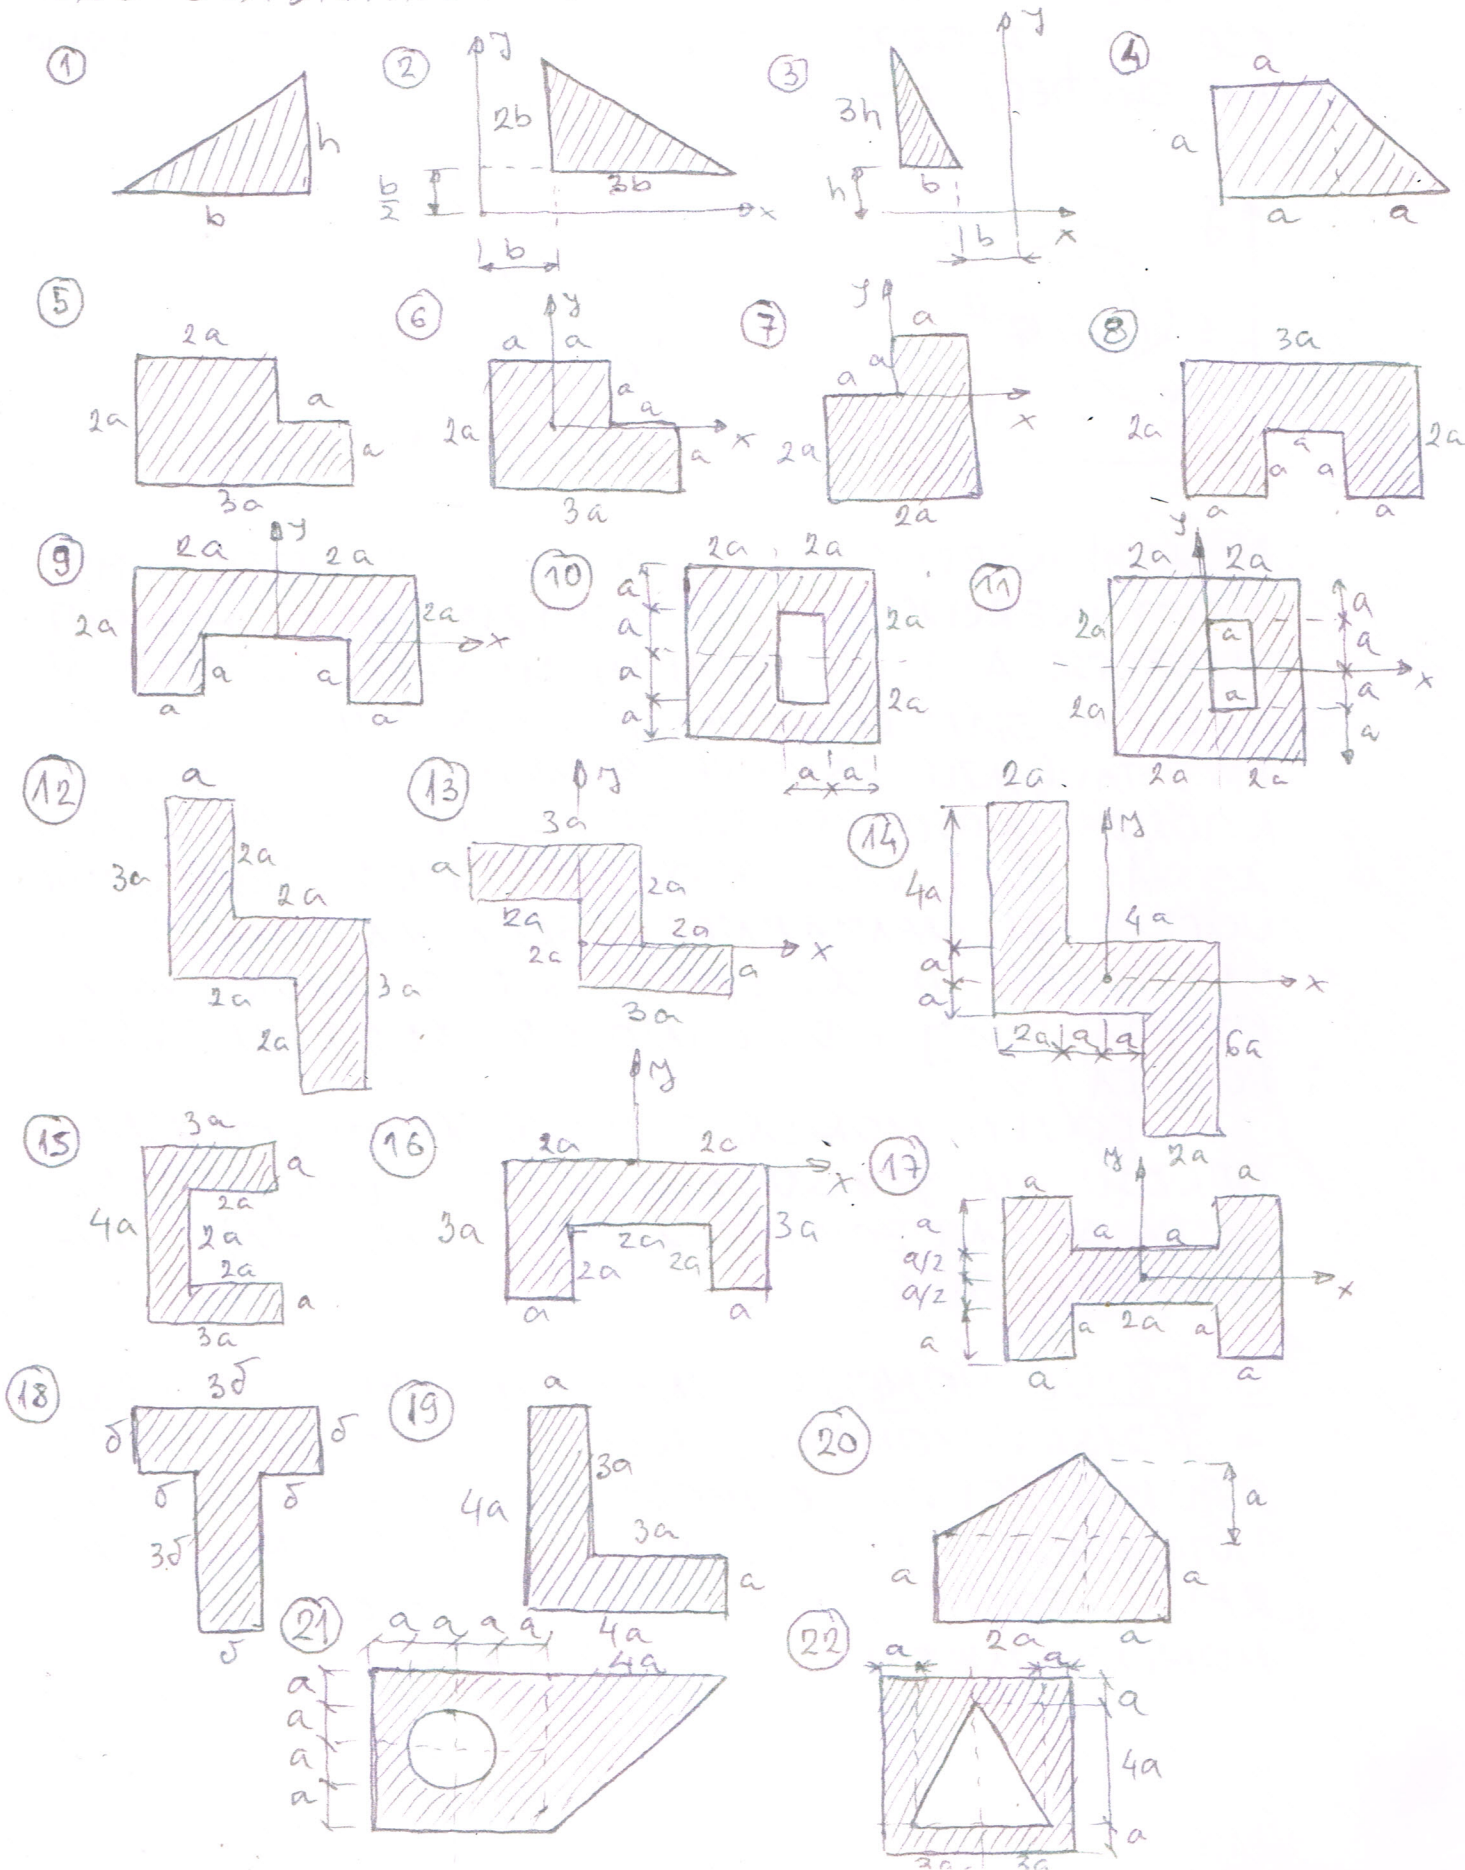 1 2 3 4
y y a
2b 3h
h a
b 3b b a a
b/2 h
x x
b b
5 6 7 8
y y
2a a a a 3a
a a a
a a
2a 2a x x 2a 2a
a a 2a a a a
3a 3a 2a a a
9 10 11
y y
2a 2a 2a 2a 2a 2a
a a
2a 2a a 2a 2a a a
x
a a a x
a a a 2a 2a a a
a a
a a 2a 2a
12 13 14
a y 2a y
3a
3a 2a a 2a 4a
2a 2a 2a 4a
2a x a x
2a 3a a a
2a 3a 2a a a 6a
2a
15 16 17
y y
3a 2a 2a a a
a x a
4a 2a 3a 3a a a
2a 2a a/2
2a 2a 2a a/2 x
a a 2a a
3a a a a a a
18 19 20
3б a
б б 3a a
б б 4a
3a
3б a a a
б 4a 2a a
21 22
a a a a 4a a a
a a
a
a 4a
a a
3a 3a